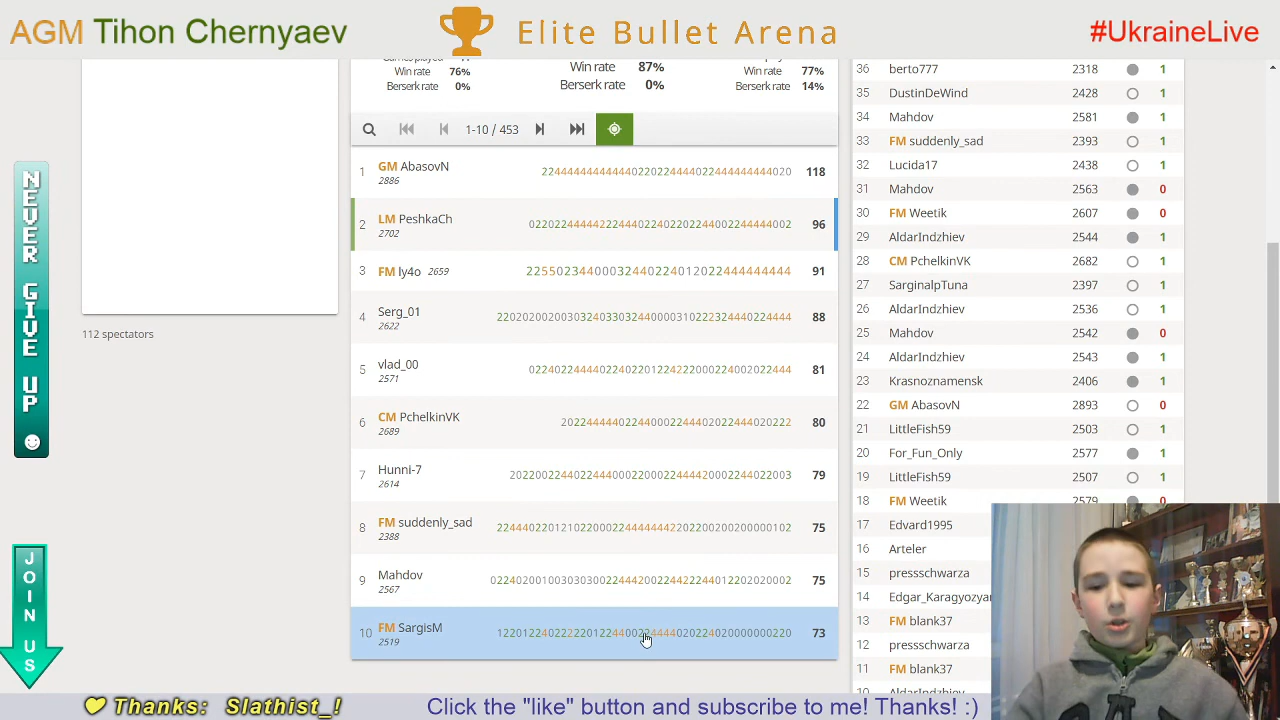 AGM Tihon Chernyaev
Elite Bullet Arena
#UkraineLive
NEVER GIVE UP
JOIN US
112 spectators
Win rate 76%
Berserk rate 0%
Win rate 87%
Berserk rate 0%
Win rate 77%
Berserk rate 14%
1-10 / 453
1 GM AbasovN 2886 118
2 LM PeshkaCh 2702 96
3 FM ly4o 2659 91
4 Serg_01 2622 88
5 vlad_00 2571 81
6 CM PchelkinVK 2689 80
7 Hunni-7 2614 79
8 FM suddenly_sad 2388 75
9 Mahdov 2567 75
10 FM SargisM 2519 73
36 berto777 2318 1
35 DustinDeWind 2428 1
34 Mahdov 2581 1
33 FM suddenly_sad 2393 1
32 Lucida17 2438 1
31 Mahdov 2563 0
30 FM Weetik 2607 0
29 AldarIndzhiev 2544 1
28 CM PchelkinVK 2682 1
27 SarginalpTuna 2397 1
26 AldarIndzhiev 2536 1
25 Mahdov 2542 0
24 AldarIndzhiev 2543 1
23 Krasnoznamensk 2406 1
22 GM AbasovN 2893 0
21 LittleFish59 2503 1
20 For_Fun_Only 2577 1
19 LittleFish59 2507 1
18 FM Weetik 2579 0
17 Edvard1995
16 Arteler
15 pressschwarza
14 Edgar_Karagyozyan
13 FM blank37
12 pressschwarza
11 FM blank37
10 AldarIndzhiev
Thanks: Slathist_!
Click the "like" button and subscribe to me! Thanks! :)